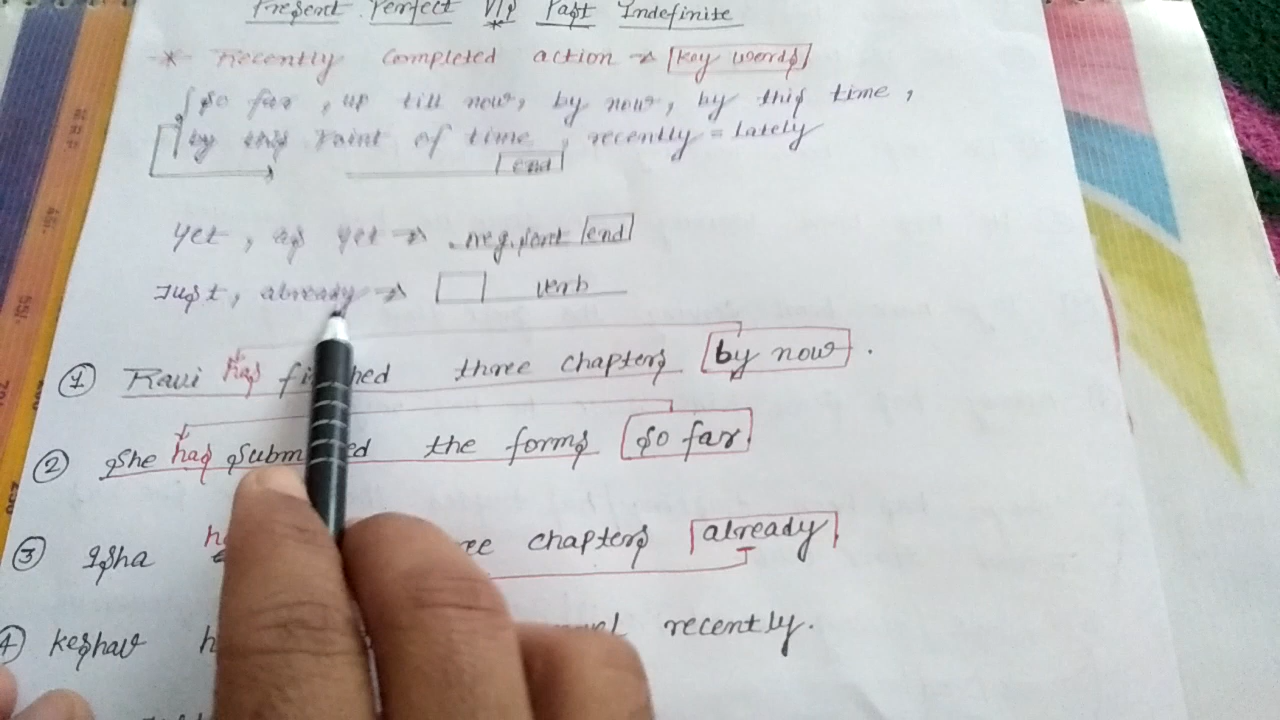 Present Perfect V/s Past Indefinite
* Recently completed action → key words
so far, up till now, by now, by this time,
by this point of time, recently = lately
end
yet, as yet → neg. sent end
Just, already → verb
1 Ravi has finished three chapters by now.
2 She has submitted the forms so far
3 Isha chapters already
4 Keshav recently.